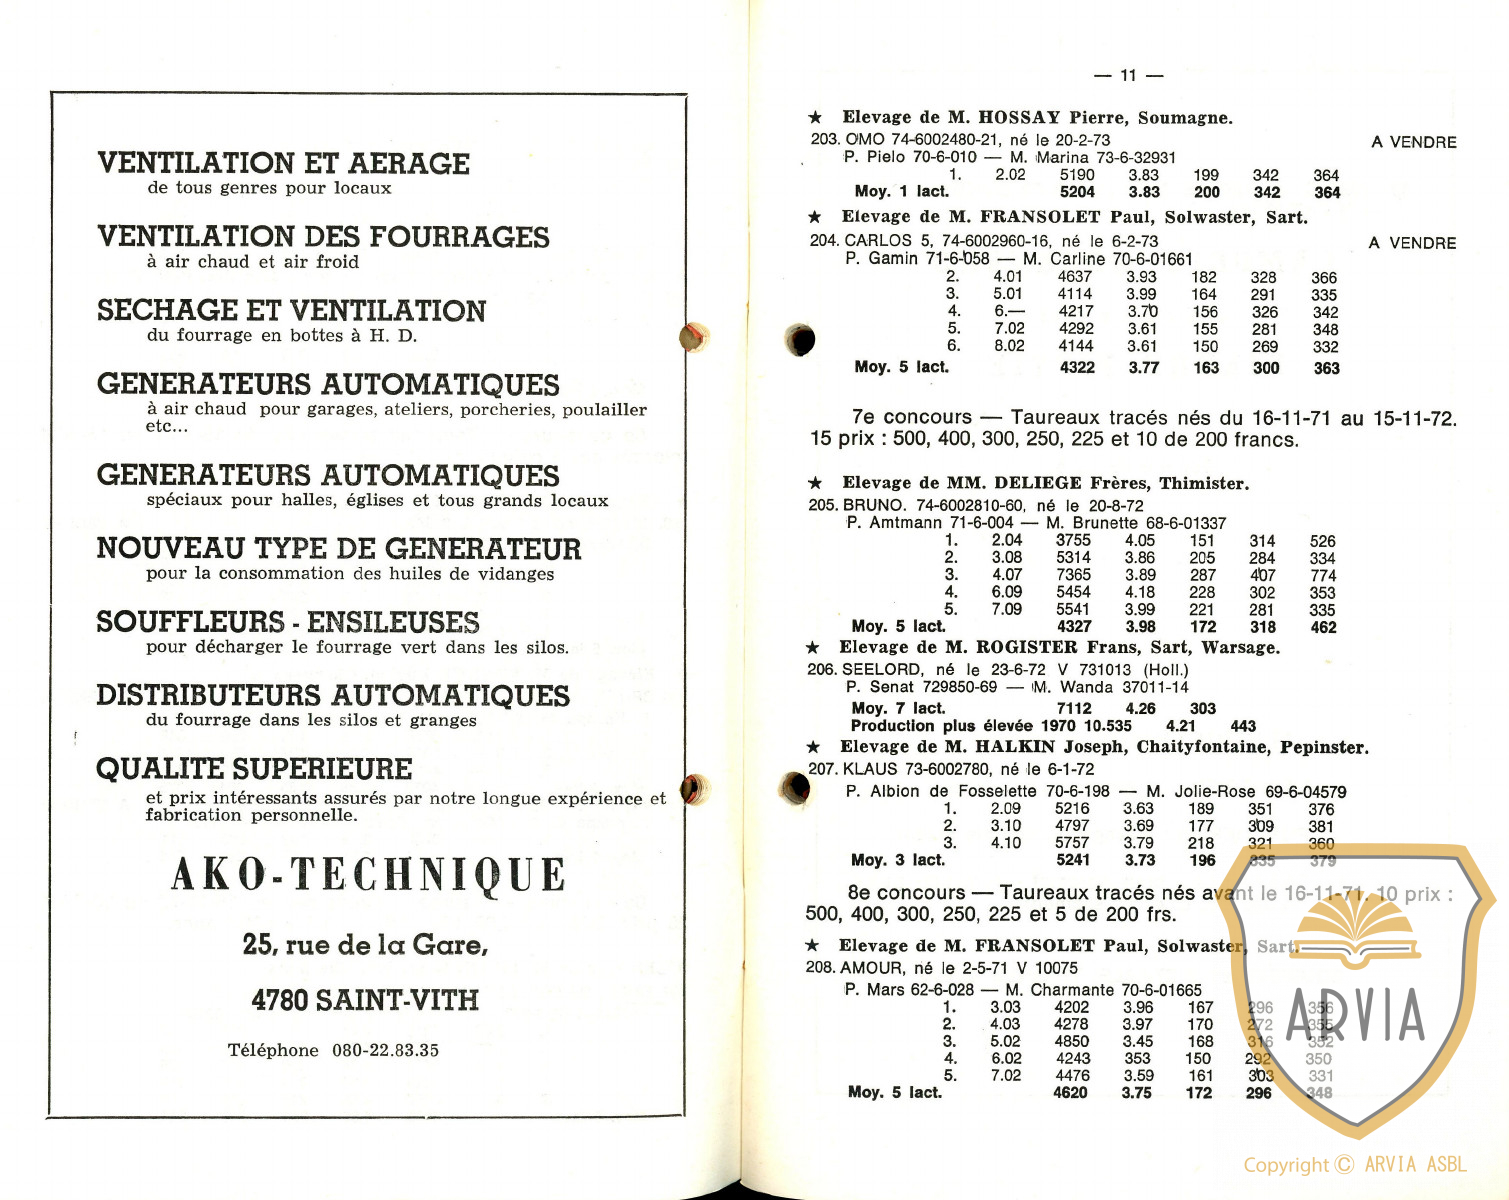 VENTILATION ET AERAGE
de tous genres pour locaux
VENTILATION DES FOURRAGES
à air chaud et air froid
SECHAGE ET VENTILATION
du fourrage en bottes à H. D.
GENERATEURS AUTOMATIQUES
à air chaud pour garages, ateliers, porcheries, poulailler
etc...
GENERATEURS AUTOMATIQUES
spéciaux pour halles, églises et tous grands locaux
NOUVEAU TYPE DE GENERATEUR
pour la consommation des huiles de vidanges
SOUFFLEURS - ENSILEUSES
pour décharger le fourrage vert dans les silos.
DISTRIBUTEURS AUTOMATIQUES
du fourrage dans les silos et granges
QUALITE SUPERIEURE
et prix intéressants assurés par notre longue expérience et
fabrication personnelle.
AKO-TECHNIQUE
25, rue de la Gare,
4780 SAINT-VITH
Téléphone 080-22.83.35
— 11 —
★ Elevage de M. HOSSAY Pierre, Soumagne.
203. OMO 74-6002480-21, né le 20-2-73 A VENDRE
P. Pielo 70-6-010 — M. Marina 73-6-32931
1. 2.02 5190 3.83 199 342 364
Moy. 1 lact. 5204 3.83 200 342 364
★ Elevage de M. FRANSOLET Paul, Solwaster, Sart.
204. CARLOS 5, 74-6002960-16, né le 6-2-73 A VENDRE
P. Gamin 71-6-058 — M. Carline 70-6-01661
2. 4.01 4637 3.93 182 328 366
3. 5.01 4114 3.99 164 291 335
4. 6.— 4217 3.70 156 326 342
5. 7.02 4292 3.61 155 281 348
6. 8.02 4144 3.61 150 269 332
Moy. 5 lact. 4322 3.77 163 300 363
7e concours — Taureaux tracés nés du 16-11-71 au 15-11-72.
15 prix : 500, 400, 300, 250, 225 et 10 de 200 francs.
★ Elevage de MM. DELIEGE Frères, Thimister.
205. BRUNO. 74-6002810-60, né le 20-8-72
P. Amtmann 71-6-004 — M. Brunette 68-6-01337
1. 2.04 3755 4.05 151 314 526
2. 3.08 5314 3.86 205 284 334
3. 4.07 7365 3.89 287 407 774
4. 6.09 5454 4.18 228 302 353
5. 7.09 5541 3.99 221 281 335
Moy. 5 lact. 4327 3.98 172 318 462
★ Elevage de M. ROGISTER Frans, Sart, Warsage.
206. SEELORD, né le 23-6-72 V 731013 (Holl.)
P. Senat 729850-69 — M. Wanda 37011-14
Moy. 7 lact. 7112 4.26 303
Production plus élevée 1970 10.535 4.21 443
★ Elevage de M. HALKIN Joseph, Chaityfontaine, Pepinster.
207. KLAUS 73-6002780, né le 6-1-72
P. Albion de Fosselette 70-6-198 — M. Jolie-Rose 69-6-04579
1. 2.09 5216 3.63 189 351 376
2. 3.10 4797 3.69 177 309 381
3. 4.10 5757 3.79 218 321 360
Moy. 3 lact. 5241 3.73 196 335 379
8e concours — Taureaux tracés nés avant le 16-11-71. 10 prix :
500, 400, 300, 250, 225 et 5 de 200 frs.
★ Elevage de M. FRANSOLET Paul, Solwaster, Sart.
208. AMOUR, né le 2-5-71 V 10075
P. Mars 62-6-028 — M. Charmante 70-6-01665
1. 3.03 4202 3.96 167 296 356
2. 4.03 4278 3.97 170 272 355
3. 5.02 4850 3.45 168 316 352
4. 6.02 4243 353 150 292 350
5. 7.02 4476 3.59 161 303 331
Moy. 5 lact. 4620 3.75 172 296 348
ARVIA
Copyright © ARVIA ASBL